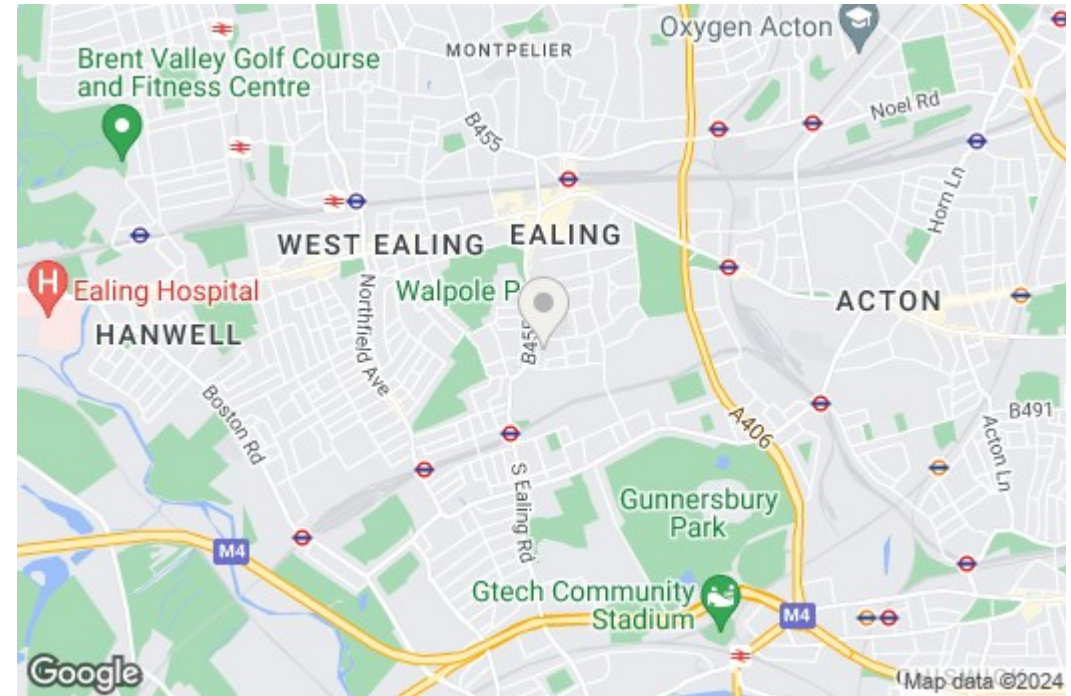 Oxygen Acton
MONTPELIER
Brent Valley Golf Course
and Fitness Centre
Noel Rd
B455
Horn Ln
WEST EALING
EALING
H
Ealing Hospital
Walpole
ACTON
HANWELL
Northfield Ave
Boston Rd
A406
B491
Acton Ln
S Ealing Rd
Gunnersbury
Park
M4
Gtech Community
Stadium
M4
Google
Map data ©2024